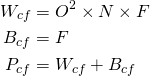 W_{cf} = O^2 × N × F
B_{cf} = F
P_{cf} = W_{cf} + B_{cf}